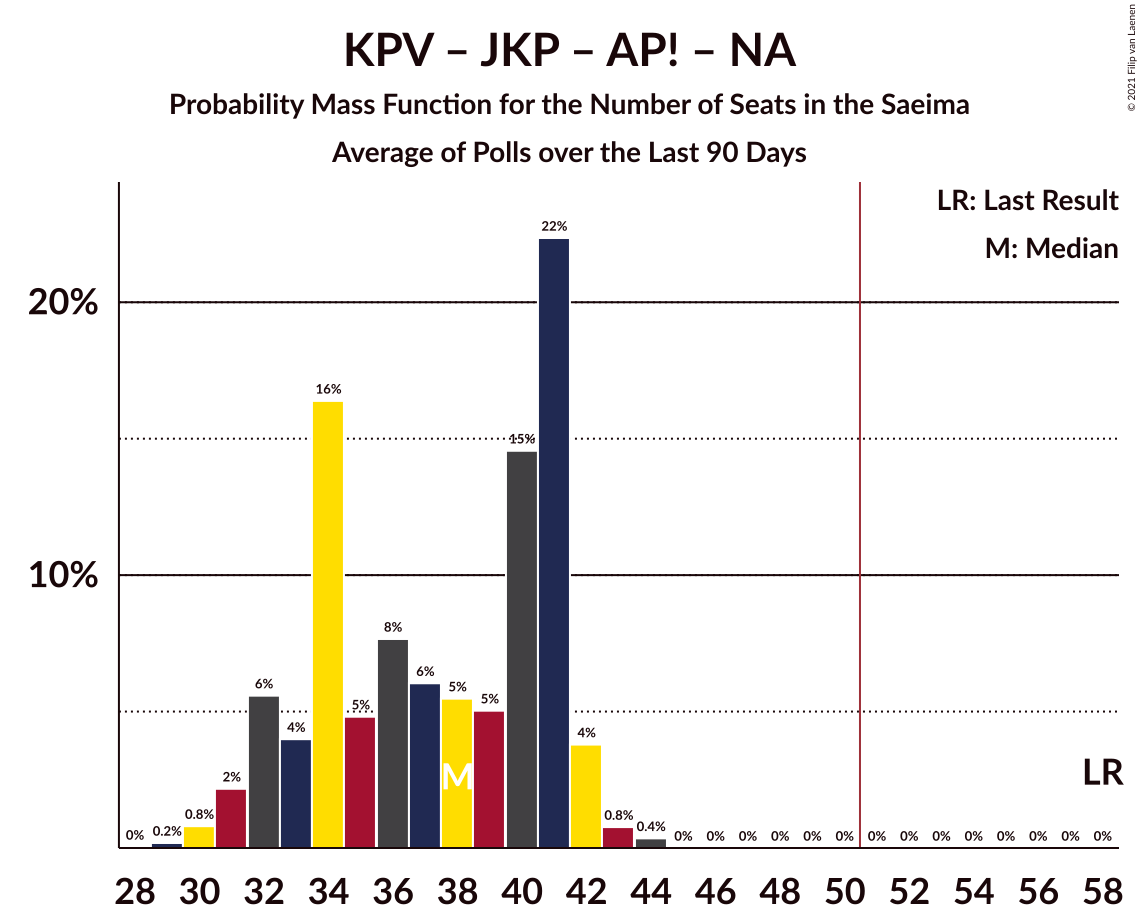 KPV – JKP – AP! – NA
Probability Mass Function for the Number of Seats in the Saeima
Average of Polls over the Last 90 Days
© 2021 Filip van Laenen
LR: Last Result
M: Median
20%
10%
0% 0.2% 0.8% 2% 6% 4% 16% 5% 8% 6% 5% 5% 15% 22% 4% 0.8% 0.4% 0% 0% 0% 0% 0% 0% 0% 0% 0% 0% 0% 0% 0% 0%
M
LR
28 30 32 34 36 38 40 42 44 46 48 50 52 54 56 58